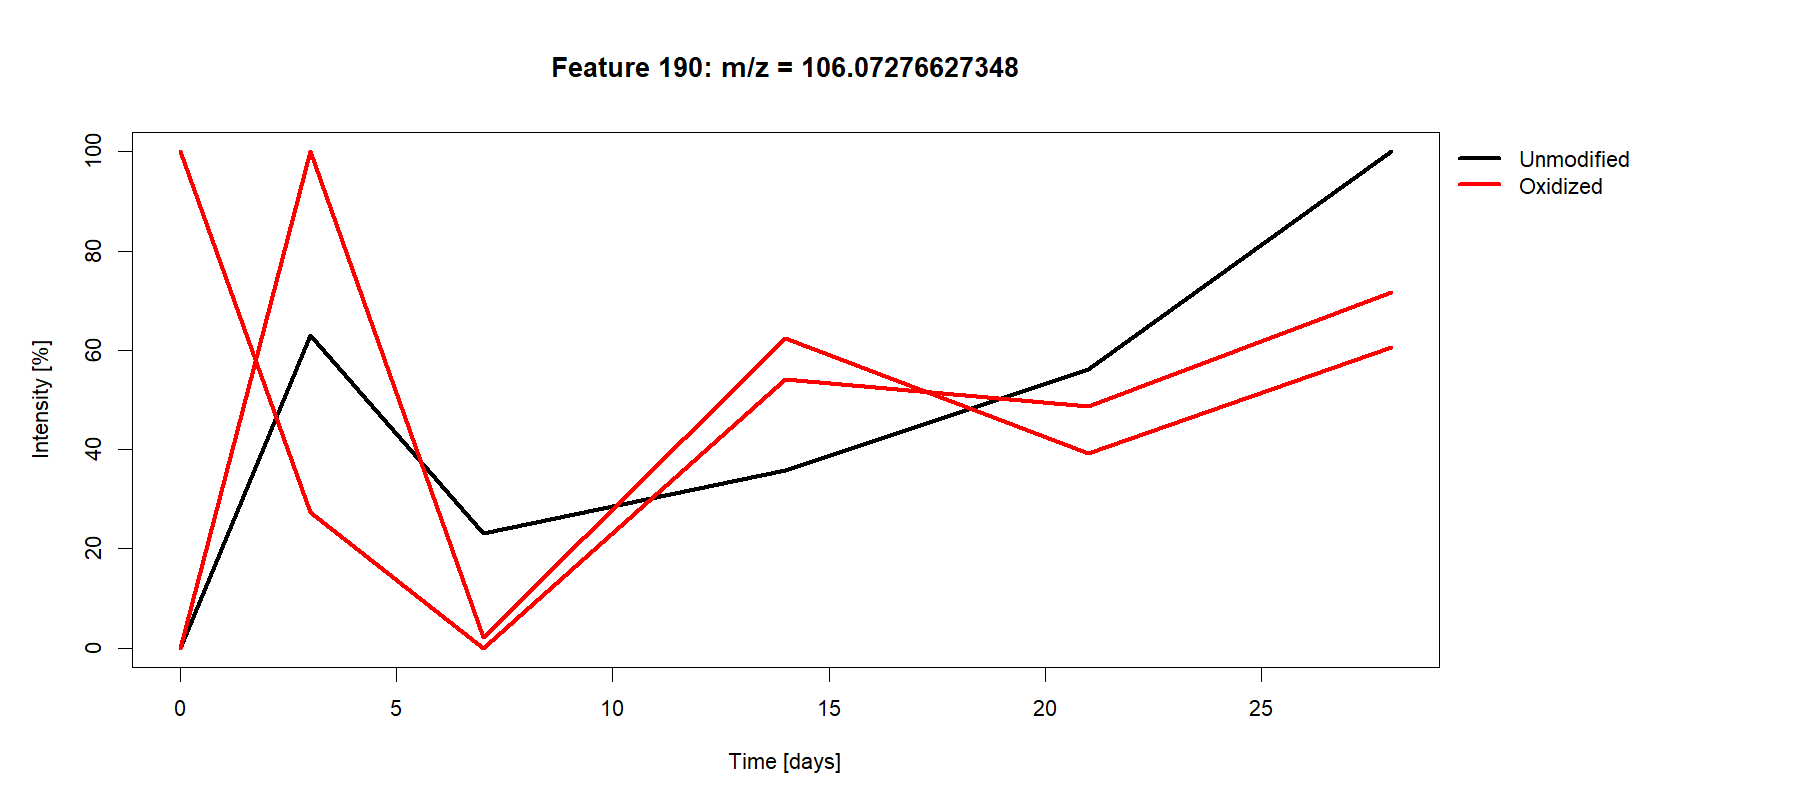 Feature 190: m/z = 106.07276627348
Unmodified
Oxidized
Intensity [%]
100
80
60
40
20
0
0 5 10 15 20 25
Time [days]